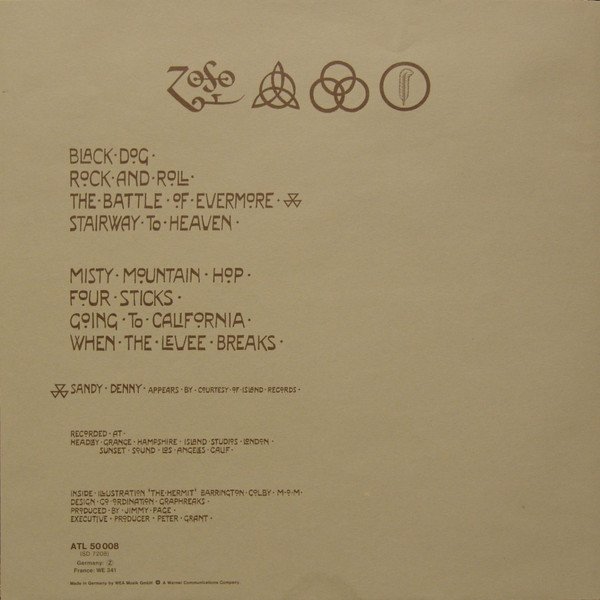 ZoSo
BLACK·DOG·
ROCK·AND·ROLL·
THE·BATTLE·OF·EVERMORE·
STAIRWAY·To·HEAVEN·
MISTY·MOUNTAIN·HOP·
FOUR·STICKS·
GOING·To·CALIFORNIA·
WHEN·THE·LEVEE·BREAKS·
SANDY·DENNY·APPEARS·BY·COURTESY·OF·ISLAND·RECORDS·
RECORDED·AT·
HEADLEY·GRANGE·HAMPSHIRE·ISLAND·STUDIOS·LONDON·
SUNSET·SOUND·LOS·ANGELES·CALIF·
INSIDE·ILLUSTRATION 'THE·HERMIT' BARRINGTON·COLBY·M·O·M·
DESIGN·CO·ORDINATION·GRAPHREAKS·
PRODUCED·BY·JIMMY·PAGE·
EXECUTIVE·PRODUCER·PETER·GRANT·
ATL 50 008
(SD 7208)
Germany: Ⓩ
France: WE 341
Made in Germany by WEA Musik GmbH. A Warner Communications Company.